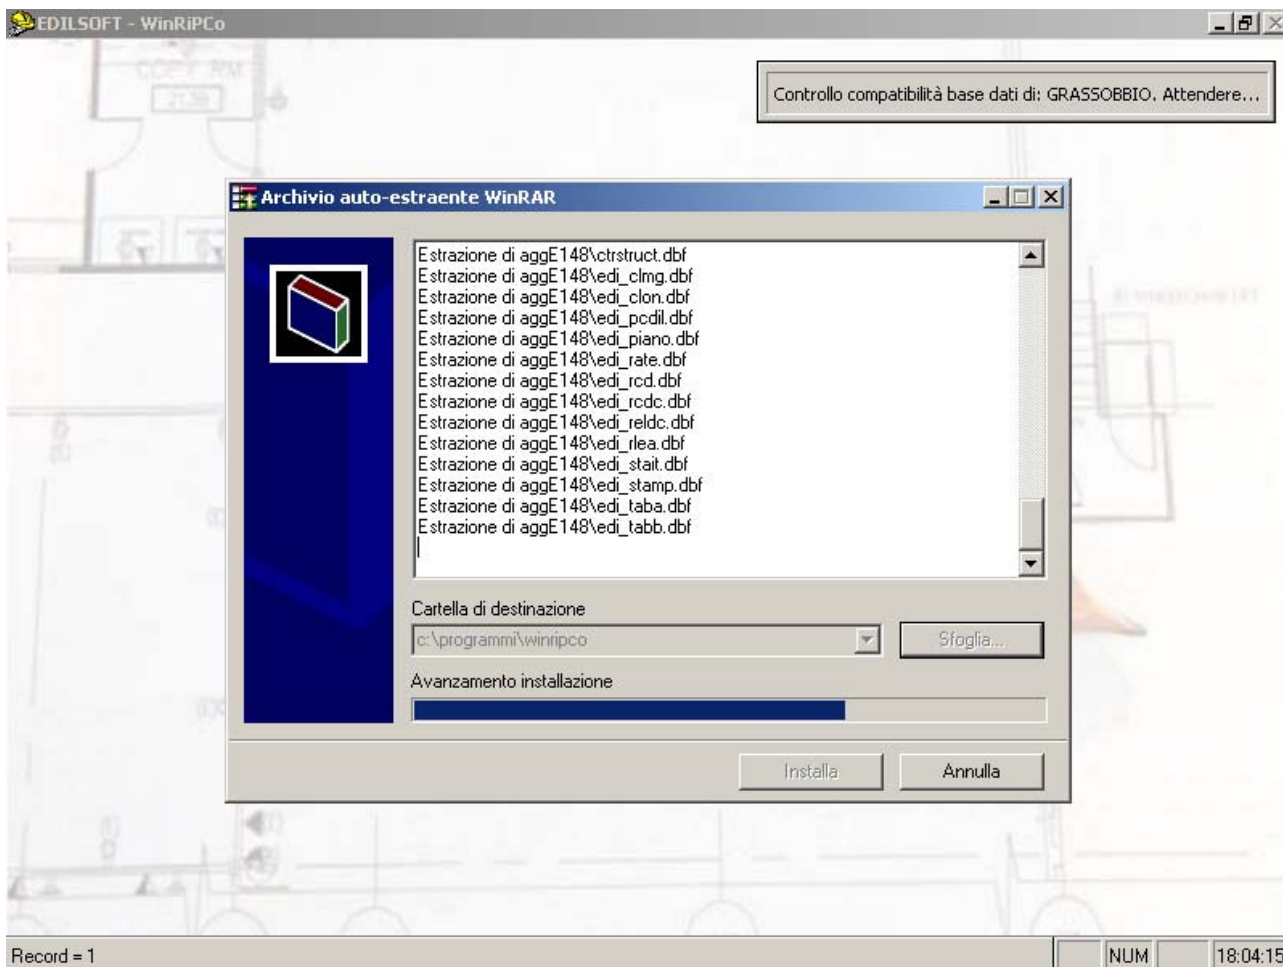 EDILSOFT - WinRiPCo
COPY RM
Controllo compatibilità base dati di: GRASSOBBIO. Attendere...
Archivio auto-estraente WinRAR
Estrazione di aggE148\ctrstruct.dbf
Estrazione di aggE148\edi_clmg.dbf
Estrazione di aggE148\edi_clon.dbf
Estrazione di aggE148\edi_pcdil.dbf
Estrazione di aggE148\edi_piano.dbf
Estrazione di aggE148\edi_rate.dbf
Estrazione di aggE148\edi_rcd.dbf
Estrazione di aggE148\edi_rcdc.dbf
Estrazione di aggE148\edi_reldc.dbf
Estrazione di aggE148\edi_rlea.dbf
Estrazione di aggE148\edi_stait.dbf
Estrazione di aggE148\edi_stamp.dbf
Estrazione di aggE148\edi_taba.dbf
Estrazione di aggE148\edi_tabb.dbf
Cartella di destinazione
c:\programmi\winripco
Sfoglia...
Avanzamento installazione
Installa
Annulla
Record = 1
NUM
18:04:15